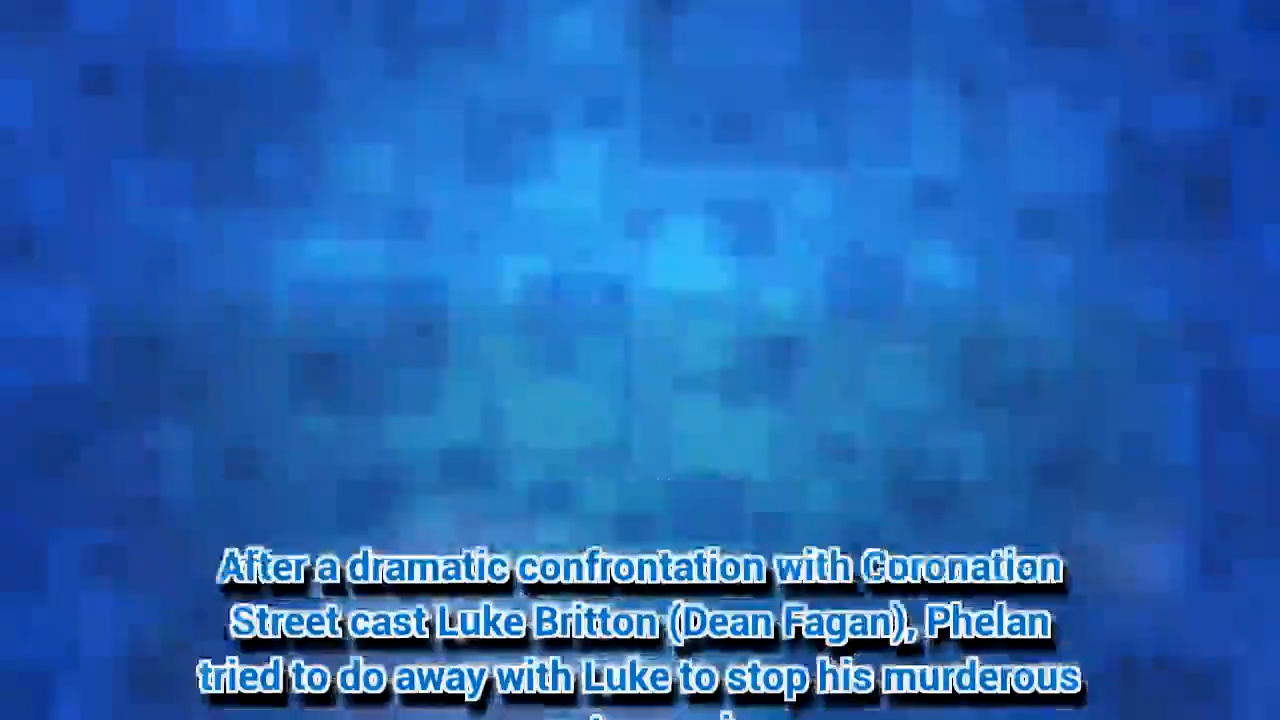 After a dramatic confrontation with Coronation
Street cast Luke Britton (Dean Fagan), Phelan
tried to do away with Luke to stop his murderous